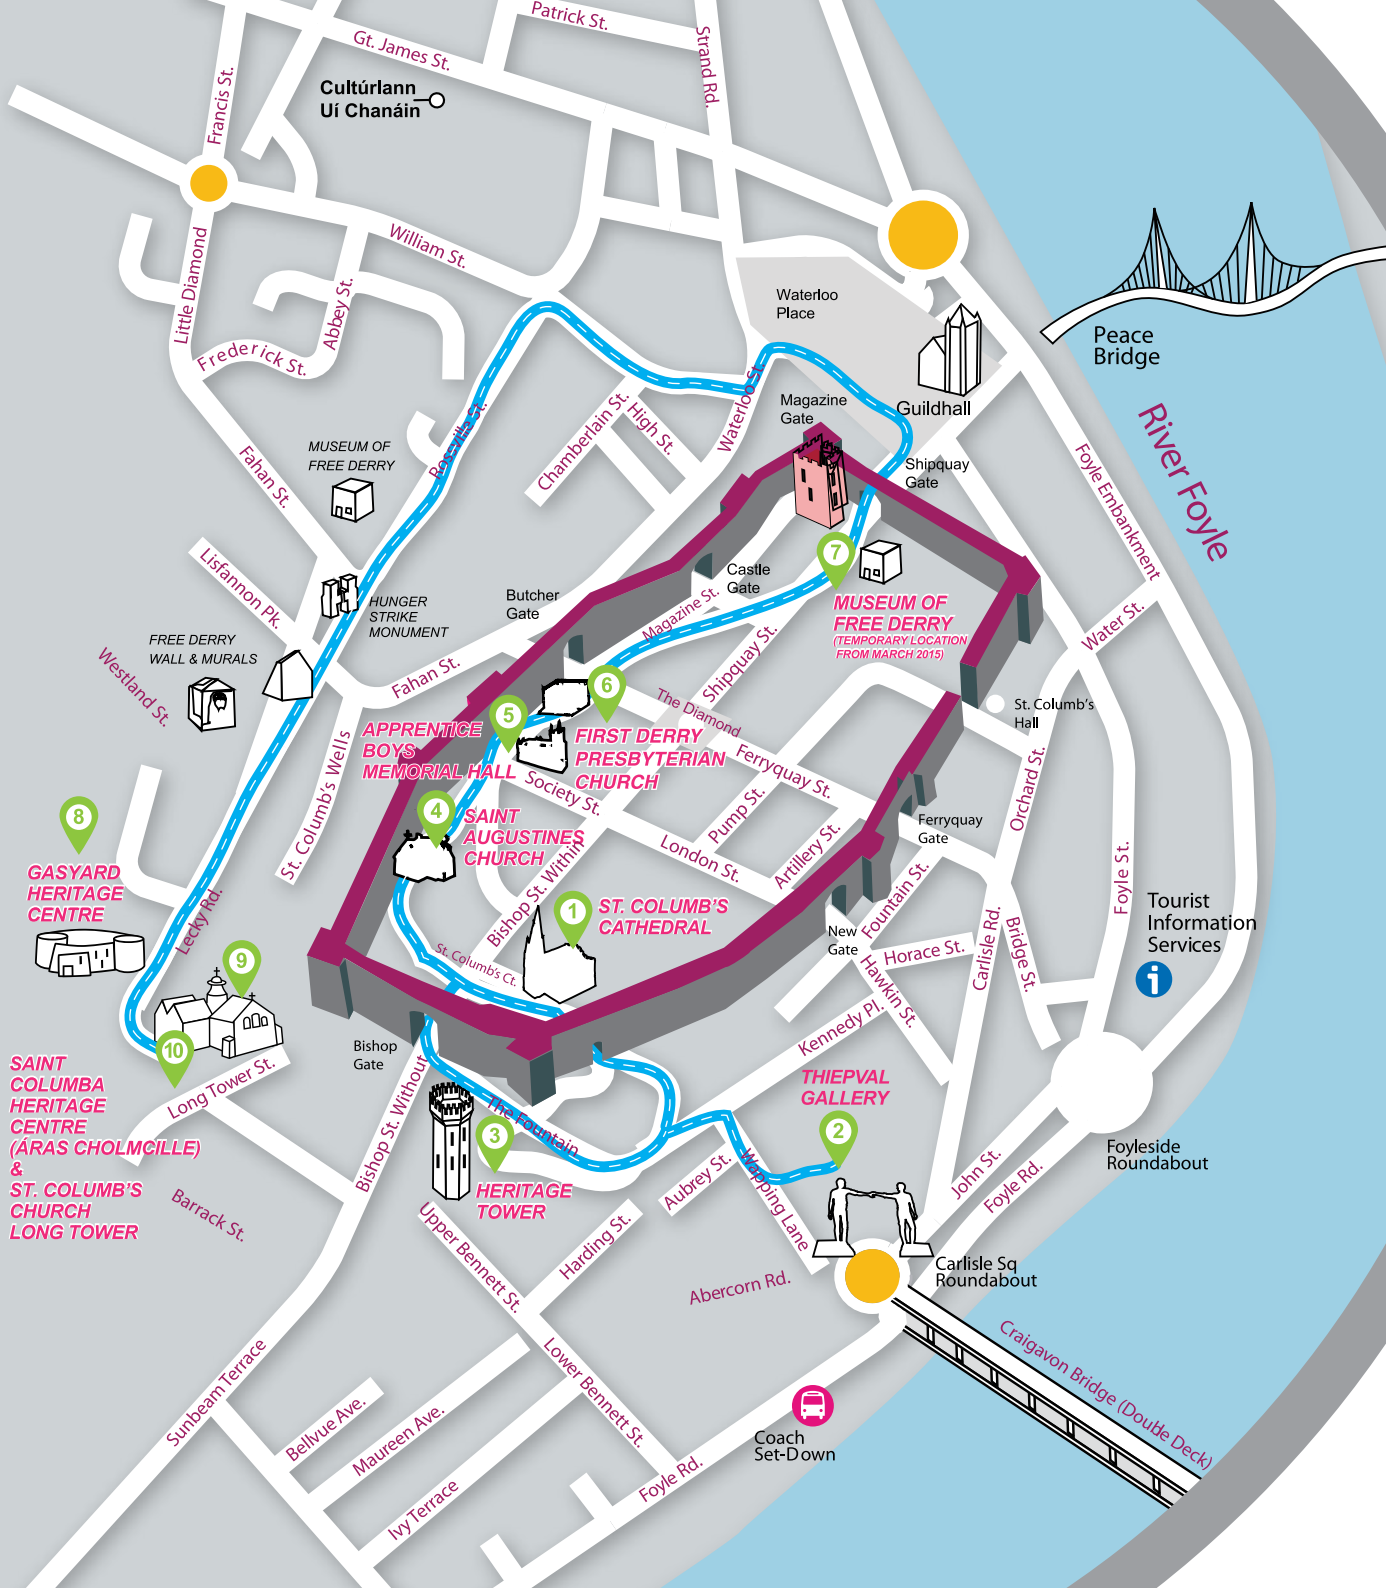 Patrick St.
Gt. James St.
Strand Rd.
Francis St.
Cultúrlann
Uí Chanáin
William St.
Little Diamond
Abbey St.
Frederick St.
Waterloo
Place
Peace
Bridge
Guildhall
River Foyle
Foyle Embankment
Magazine
Gate
Waterloo St.
Chamberlain St.
High St.
Rossville St.
Fahan St.
MUSEUM OF
FREE DERRY
Shipquay
Gate
Lisfannon Pk.
HUNGER
STRIKE
MONUMENT
Butcher
Gate
Castle
Gate
Magazine St.
7
MUSEUM OF
FREE DERRY
(TEMPORARY LOCATION
FROM MARCH 2015)
Water St.
FREE DERRY
WALL & MURALS
Westland St.
Fahan St.
Shipquay St.
6
The Diamond
St. Columb's
Hall
5
APPRENTICE
BOYS
MEMORIAL HALL
FIRST DERRY
PRESBYTERIAN
CHURCH
Ferryquay St.
Orchard St.
St. Columb's Wells
Society St.
Pump St.
4
SAINT
AUGUSTINES
CHURCH
Ferryquay
Gate
8
GASYARD
HERITAGE
CENTRE
London St.
Artillery St.
Fountain St.
Foyle St.
Bishop St. Within
1
ST. COLUMB'S
CATHEDRAL
New
Gate
Horace St.
Carlisle Rd.
Bridge St.
Hawkin St.
Tourist
Information
Services
i
Lecky Rd.
9
St. Columb's Ct.
Kennedy Pl.
Bishop
Gate
10
SAINT
COLUMBA
HERITAGE
CENTRE
(ÁRAS CHOLMCILLE)
&
ST. COLUMB'S
CHURCH
LONG TOWER
Long Tower St.
Bishop St. Without
The Fountain
3
HERITAGE
TOWER
THIEPVAL
GALLERY
2
Foyleside
Roundabout
John St.
Foyle Rd.
Aubrey St.
Wapping Lane
Barrack St.
Upper Bennett St.
Harding St.
Abercorn Rd.
Carlisle Sq
Roundabout
Craigavon Bridge (Double Deck)
Sunbeam Terrace
Lower Bennett St.
Bellvue Ave.
Maureen Ave.
Ivy Terrace
Coach
Set-Down
Foyle Rd.